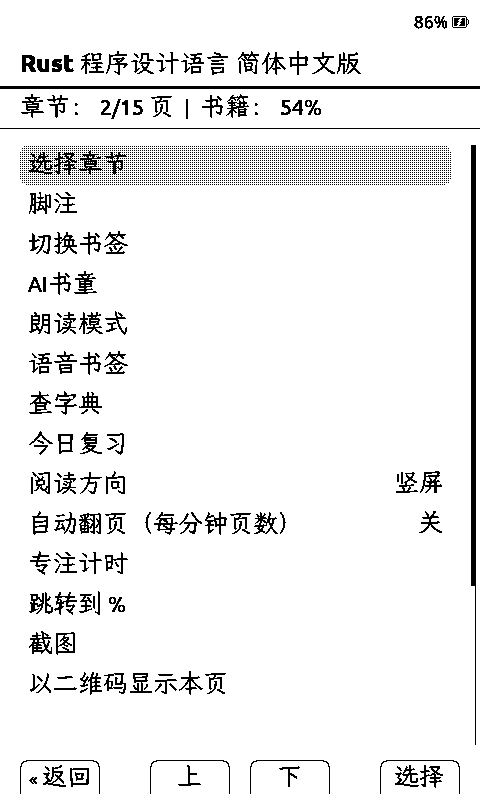 86%
Rust 程序设计语言 简体中文版
章节： 2/15 页 | 书籍： 54%
选择章节
脚注
切换书签
AI书童
朗读模式
语音书签
查字典
今日复习
阅读方向 竖屏
自动翻页（每分钟页数） 关
专注计时
跳转到 %
截图
以二维码显示本页
« 返回 上 下 选择